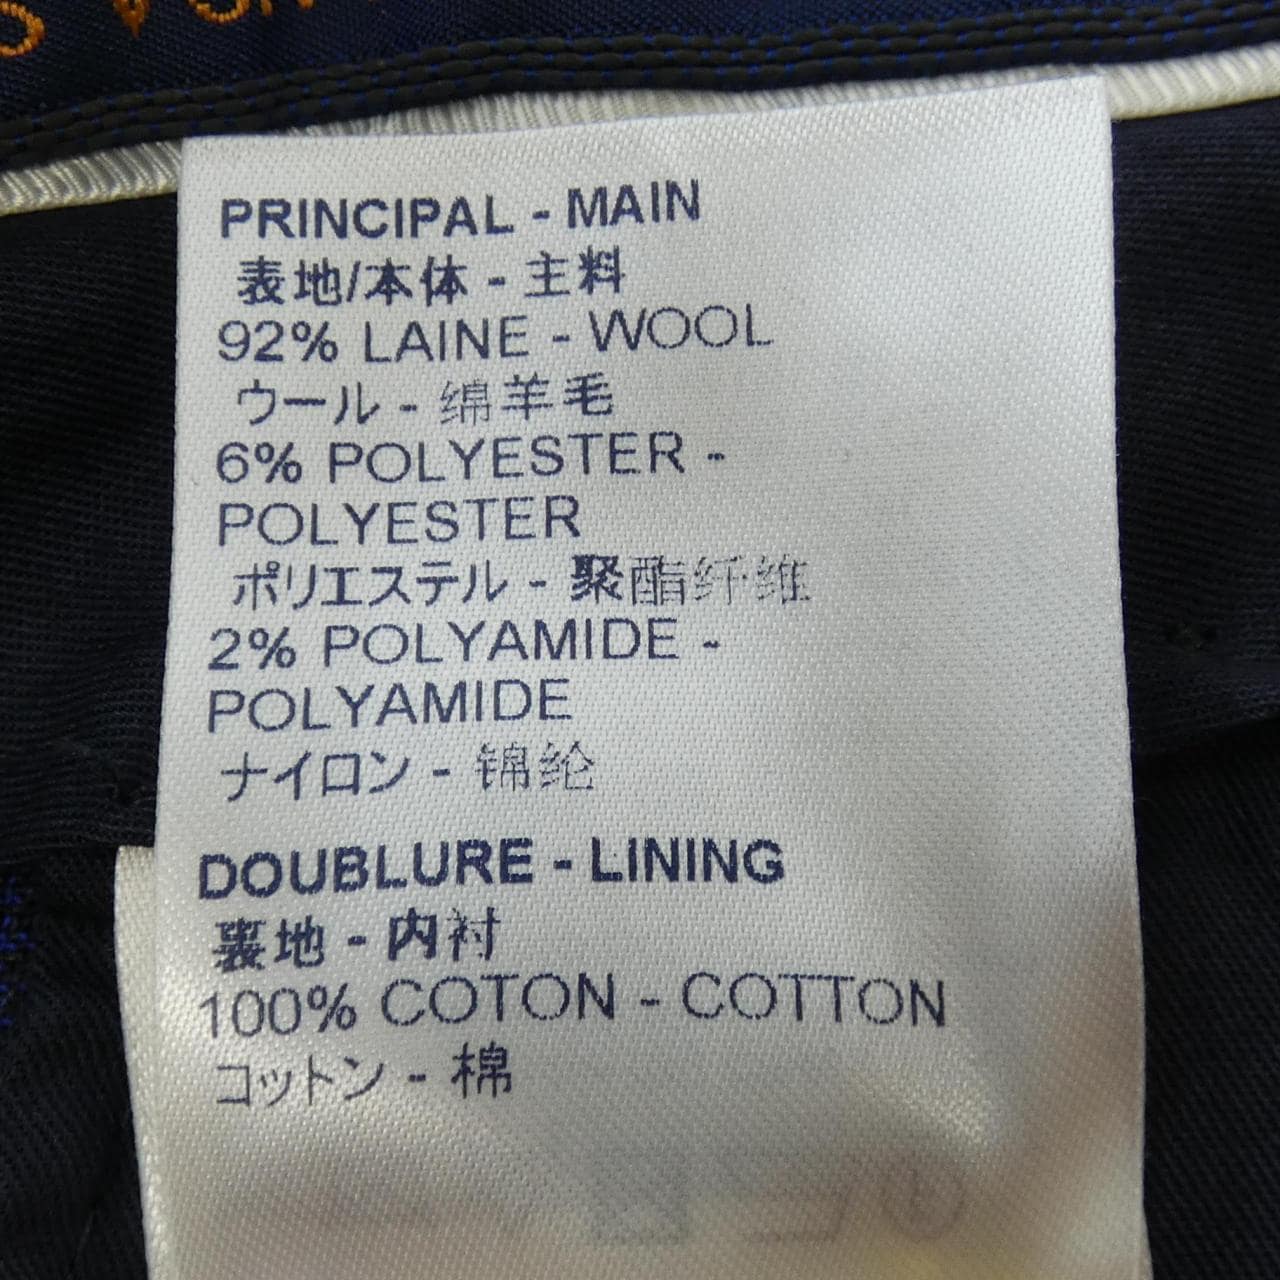 PRINCIPAL - MAIN
表地/本体 - 主料
92% LAINE - WOOL
ウール - 绵羊毛
6% POLYESTER -
POLYESTER
ポリエステル - 聚酯纤维
2% POLYAMIDE -
POLYAMIDE
ナイロン - 锦纶
DOUBLURE - LINING
裏地 - 内衬
100% COTON - COTTON
コットン - 棉